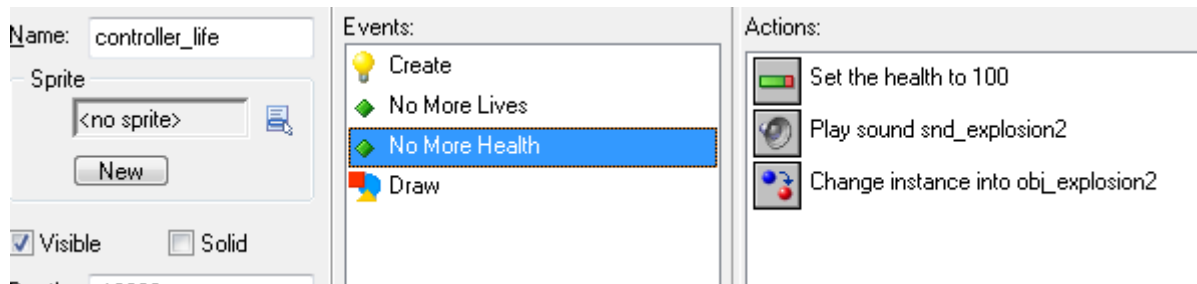 Name: controller_life
Sprite
<no sprite>
New
Visible Solid
Events:
Create
No More Lives
No More Health
Draw
Actions:
Set the health to 100
Play sound snd_explosion2
Change instance into obj_explosion2